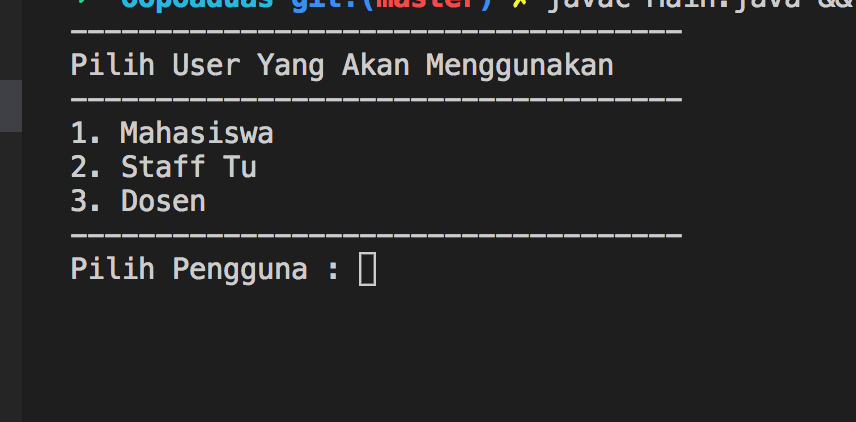 git:(master) ✗ javac Main.java &&
------------------------------------
Pilih User Yang Akan Menggunakan
------------------------------------
1. Mahasiswa
2. Staff Tu
3. Dosen
------------------------------------
Pilih Pengguna :